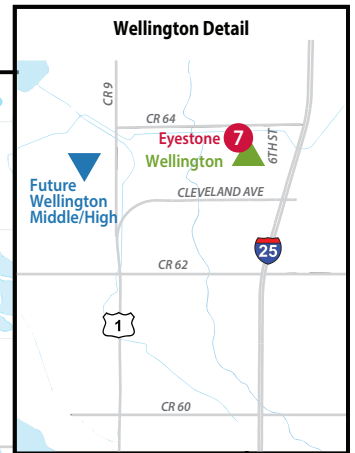 Wellington Detail
CR 9
CR 64
Eyestone 7
Wellington
6TH ST
Future
Wellington
Middle/High
CLEVELAND AVE
25
CR 62
1
CR 60